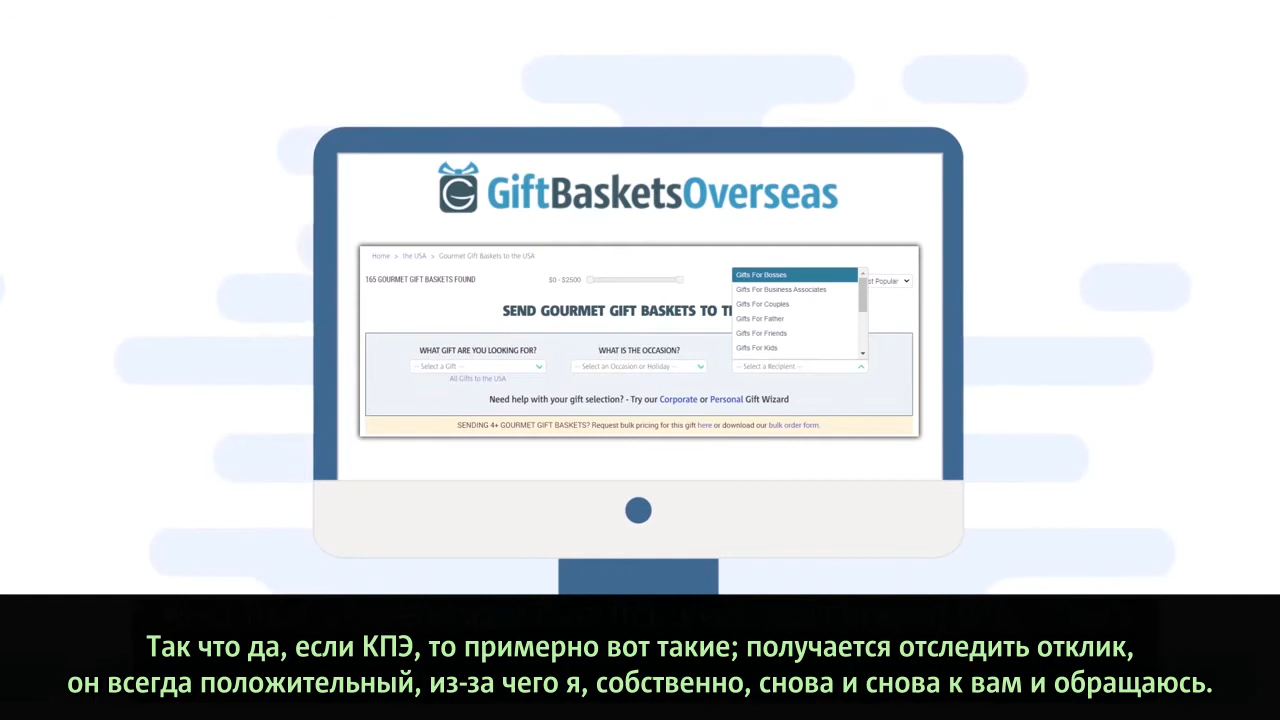 GiftBasketsOverseas
Home > the USA > Gourmet Gift Baskets to the USA
165 GOURMET GIFT BASKETS FOUND
$0 - $2500
Gifts For Bosses
Gifts For Business Associates
Gifts For Couples
Gifts For Father
Gifts For Friends
Gifts For Kids
st Popular
SEND GOURMET GIFT BASKETS TO
WHAT GIFT ARE YOU LOOKING FOR?
-- Select a Gift --
All Gifts to the USA
WHAT IS THE OCCASION?
-- Select an Occasion or Holiday --
-- Select a Recipient --
Need help with your gift selection? - Try our Corporate or Personal Gift Wizard
SENDING 4+ GOURMET GIFT BASKETS? Request bulk pricing for this gift here or download our bulk order form.
Так что да, если КПЭ, то примерно вот такие; получается отследить отклик,
он всегда положительный, из-за чего я, собственно, снова и снова к вам и обращаюсь.